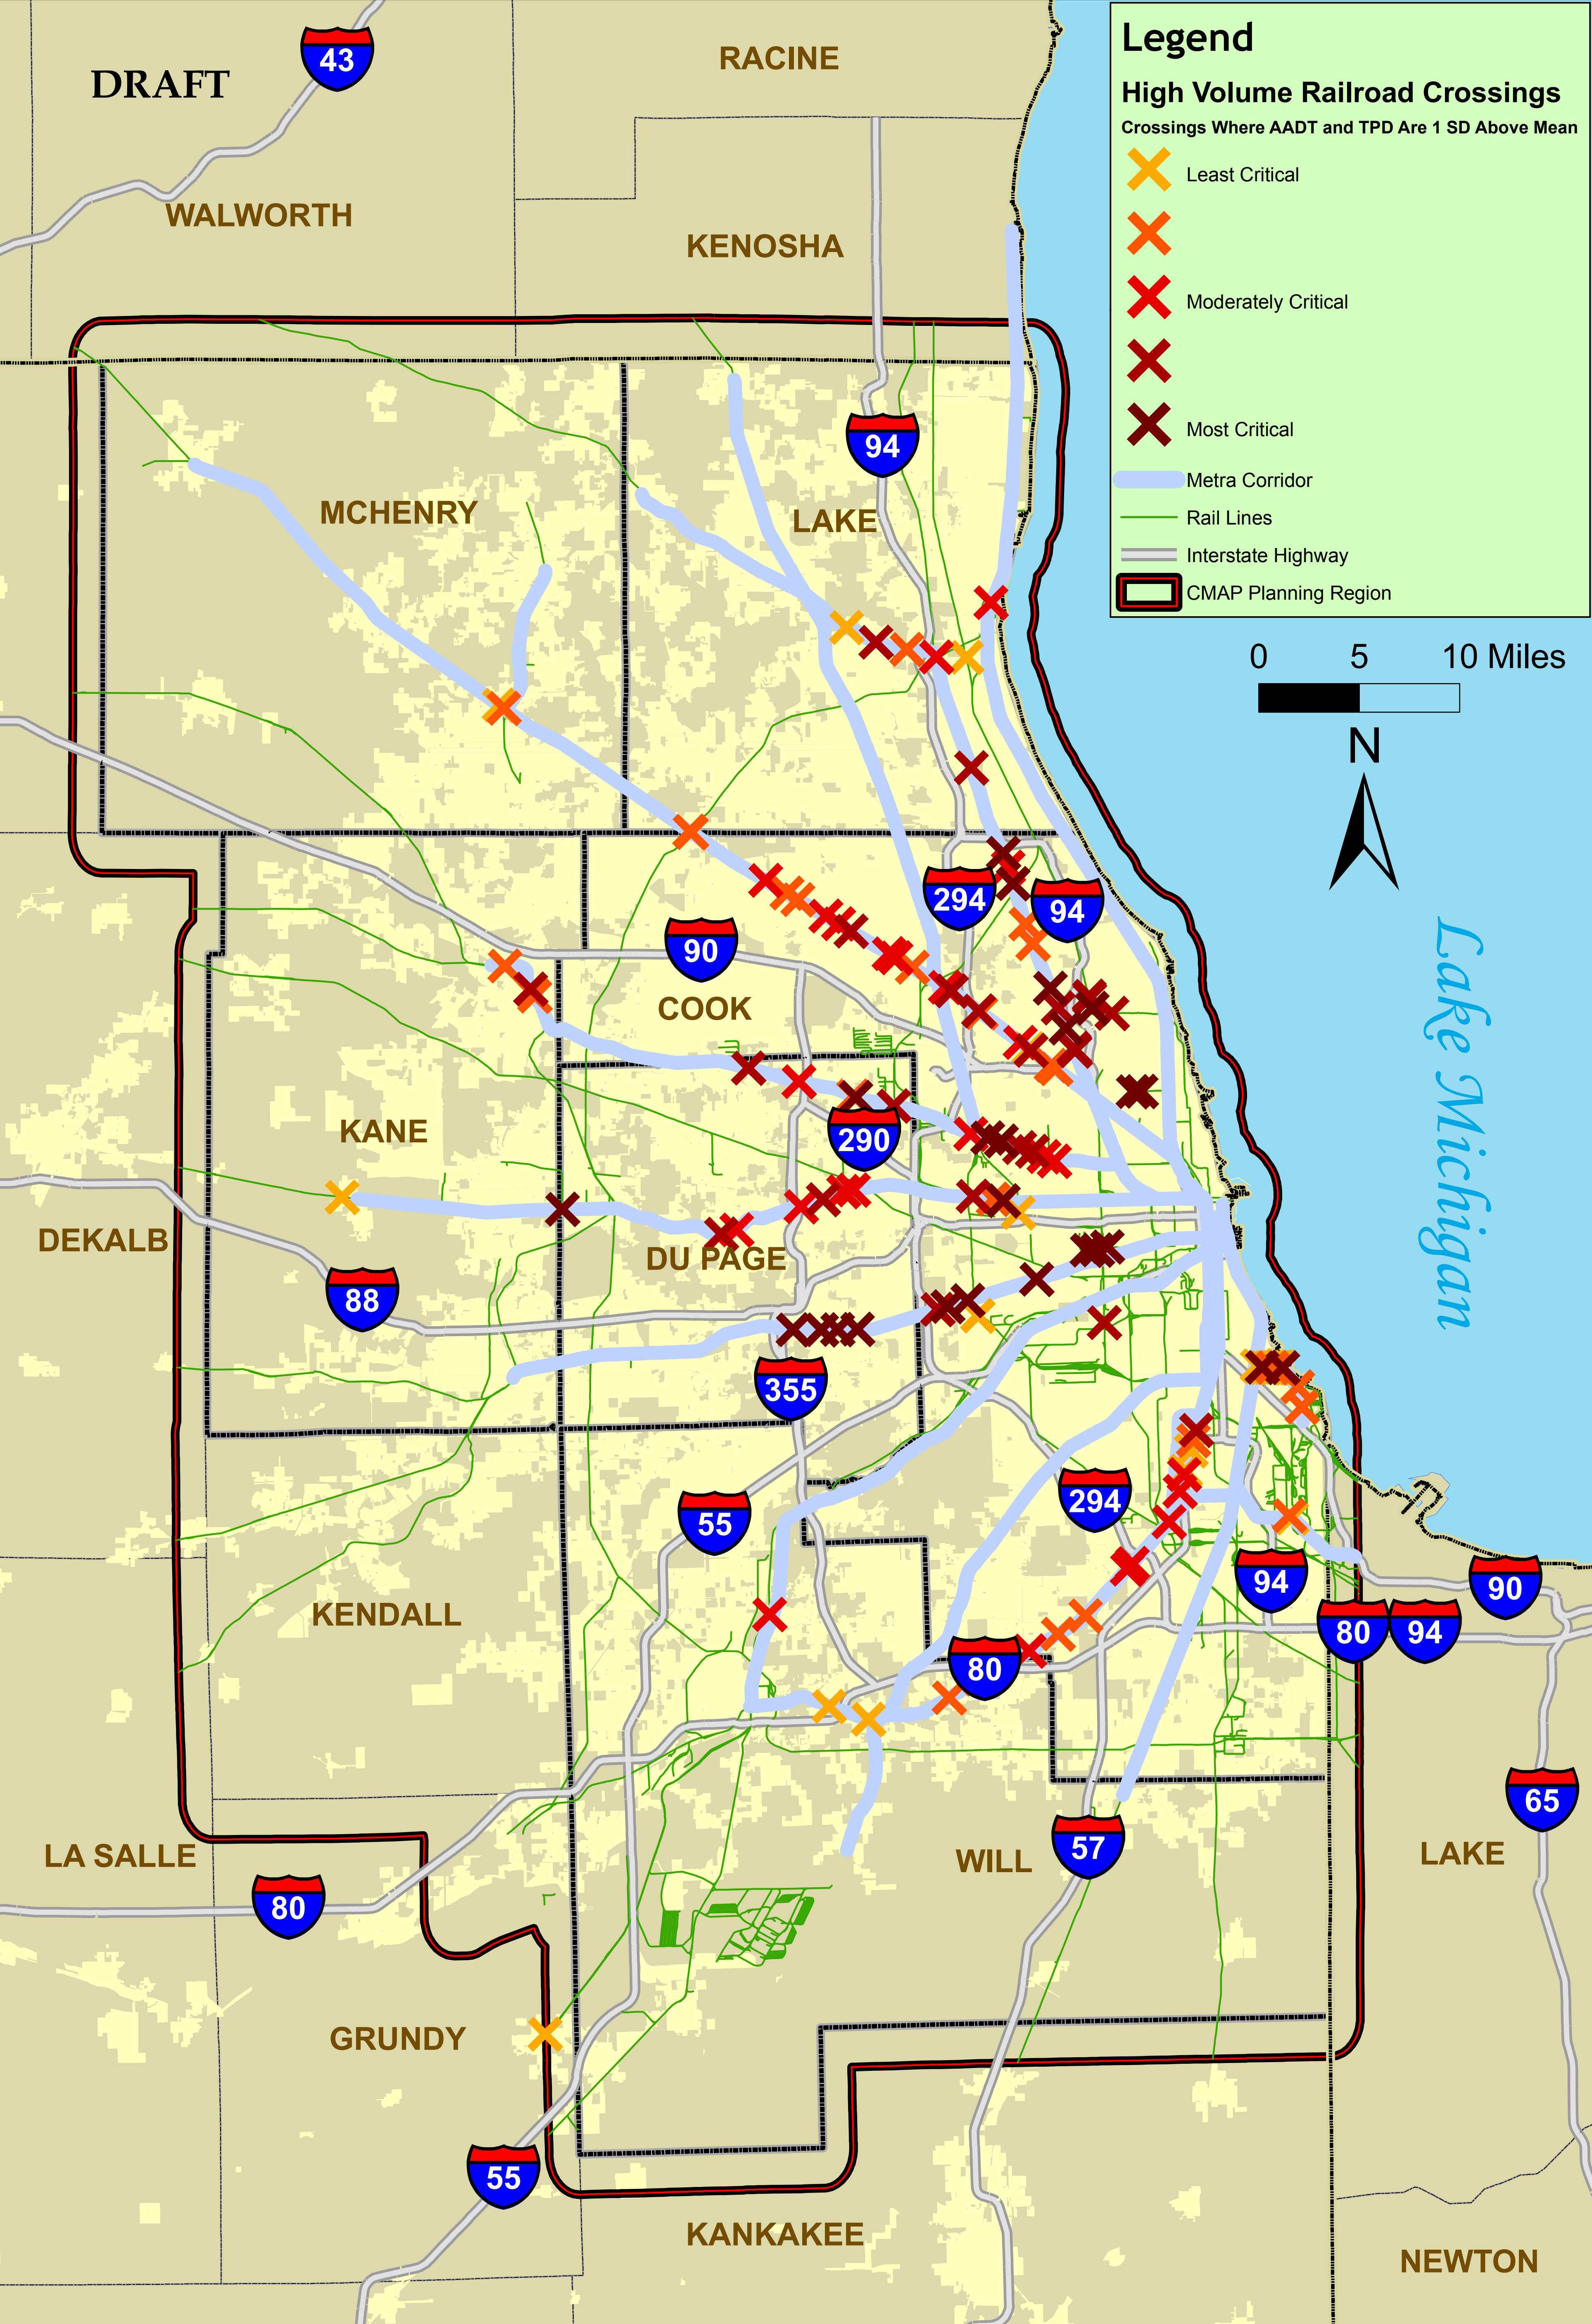 DRAFT
43
RACINE
WALWORTH
KENOSHA
Legend
High Volume Railroad Crossings
Crossings Where AADT and TPD Are 1 SD Above Mean
Least Critical
Moderately Critical
Most Critical
Metra Corridor
Rail Lines
Interstate Highway
CMAP Planning Region
0 5 10 Miles
N
94
MCHENRY
LAKE
294
94
90
COOK
Lake Michigan
KANE
290
DEKALB
DU PAGE
88
355
294
55
94
90
KENDALL
80
94
80
65
57
LA SALLE
WILL
LAKE
80
GRUNDY
55
KANKAKEE
NEWTON